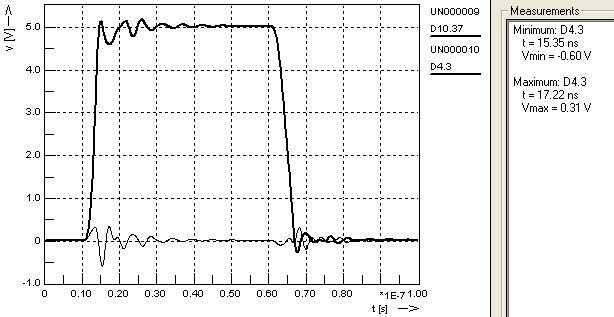 v [V] -->
5.0
4.0
3.0
2.0
1.0
0
-1.0
0
0.10
0.20
0.30
0.40
0.50
0.60
0.70
0.80
*1E-7 1.00
t [s] -->
UN000009
D10.37
UN000010
D4.3
Measurements
Minimum: D4.3
t = 15.35 ns
Vmin = -0.60 V
Maximum: D4.3
t = 17.22 ns
Vmax = 0.31 V